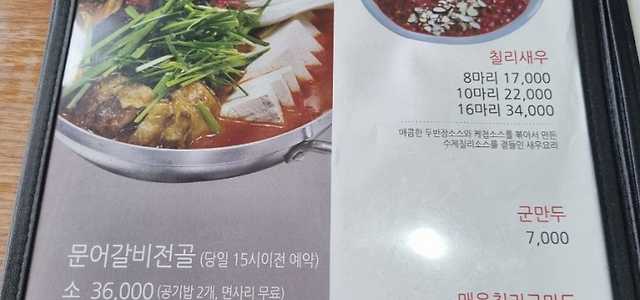 칠리새우
8마리 17,000
10마리 22,000
16마리 34,000
매콤한 두반장소스와 케첩소스를 볶아서 만든
수제칠리소스를 곁들인 새우요리
군만두
7,000
문어갈비전골 (당일 15시이전 예약)
소 36,000 (공기밥 2개, 면사리 무료)